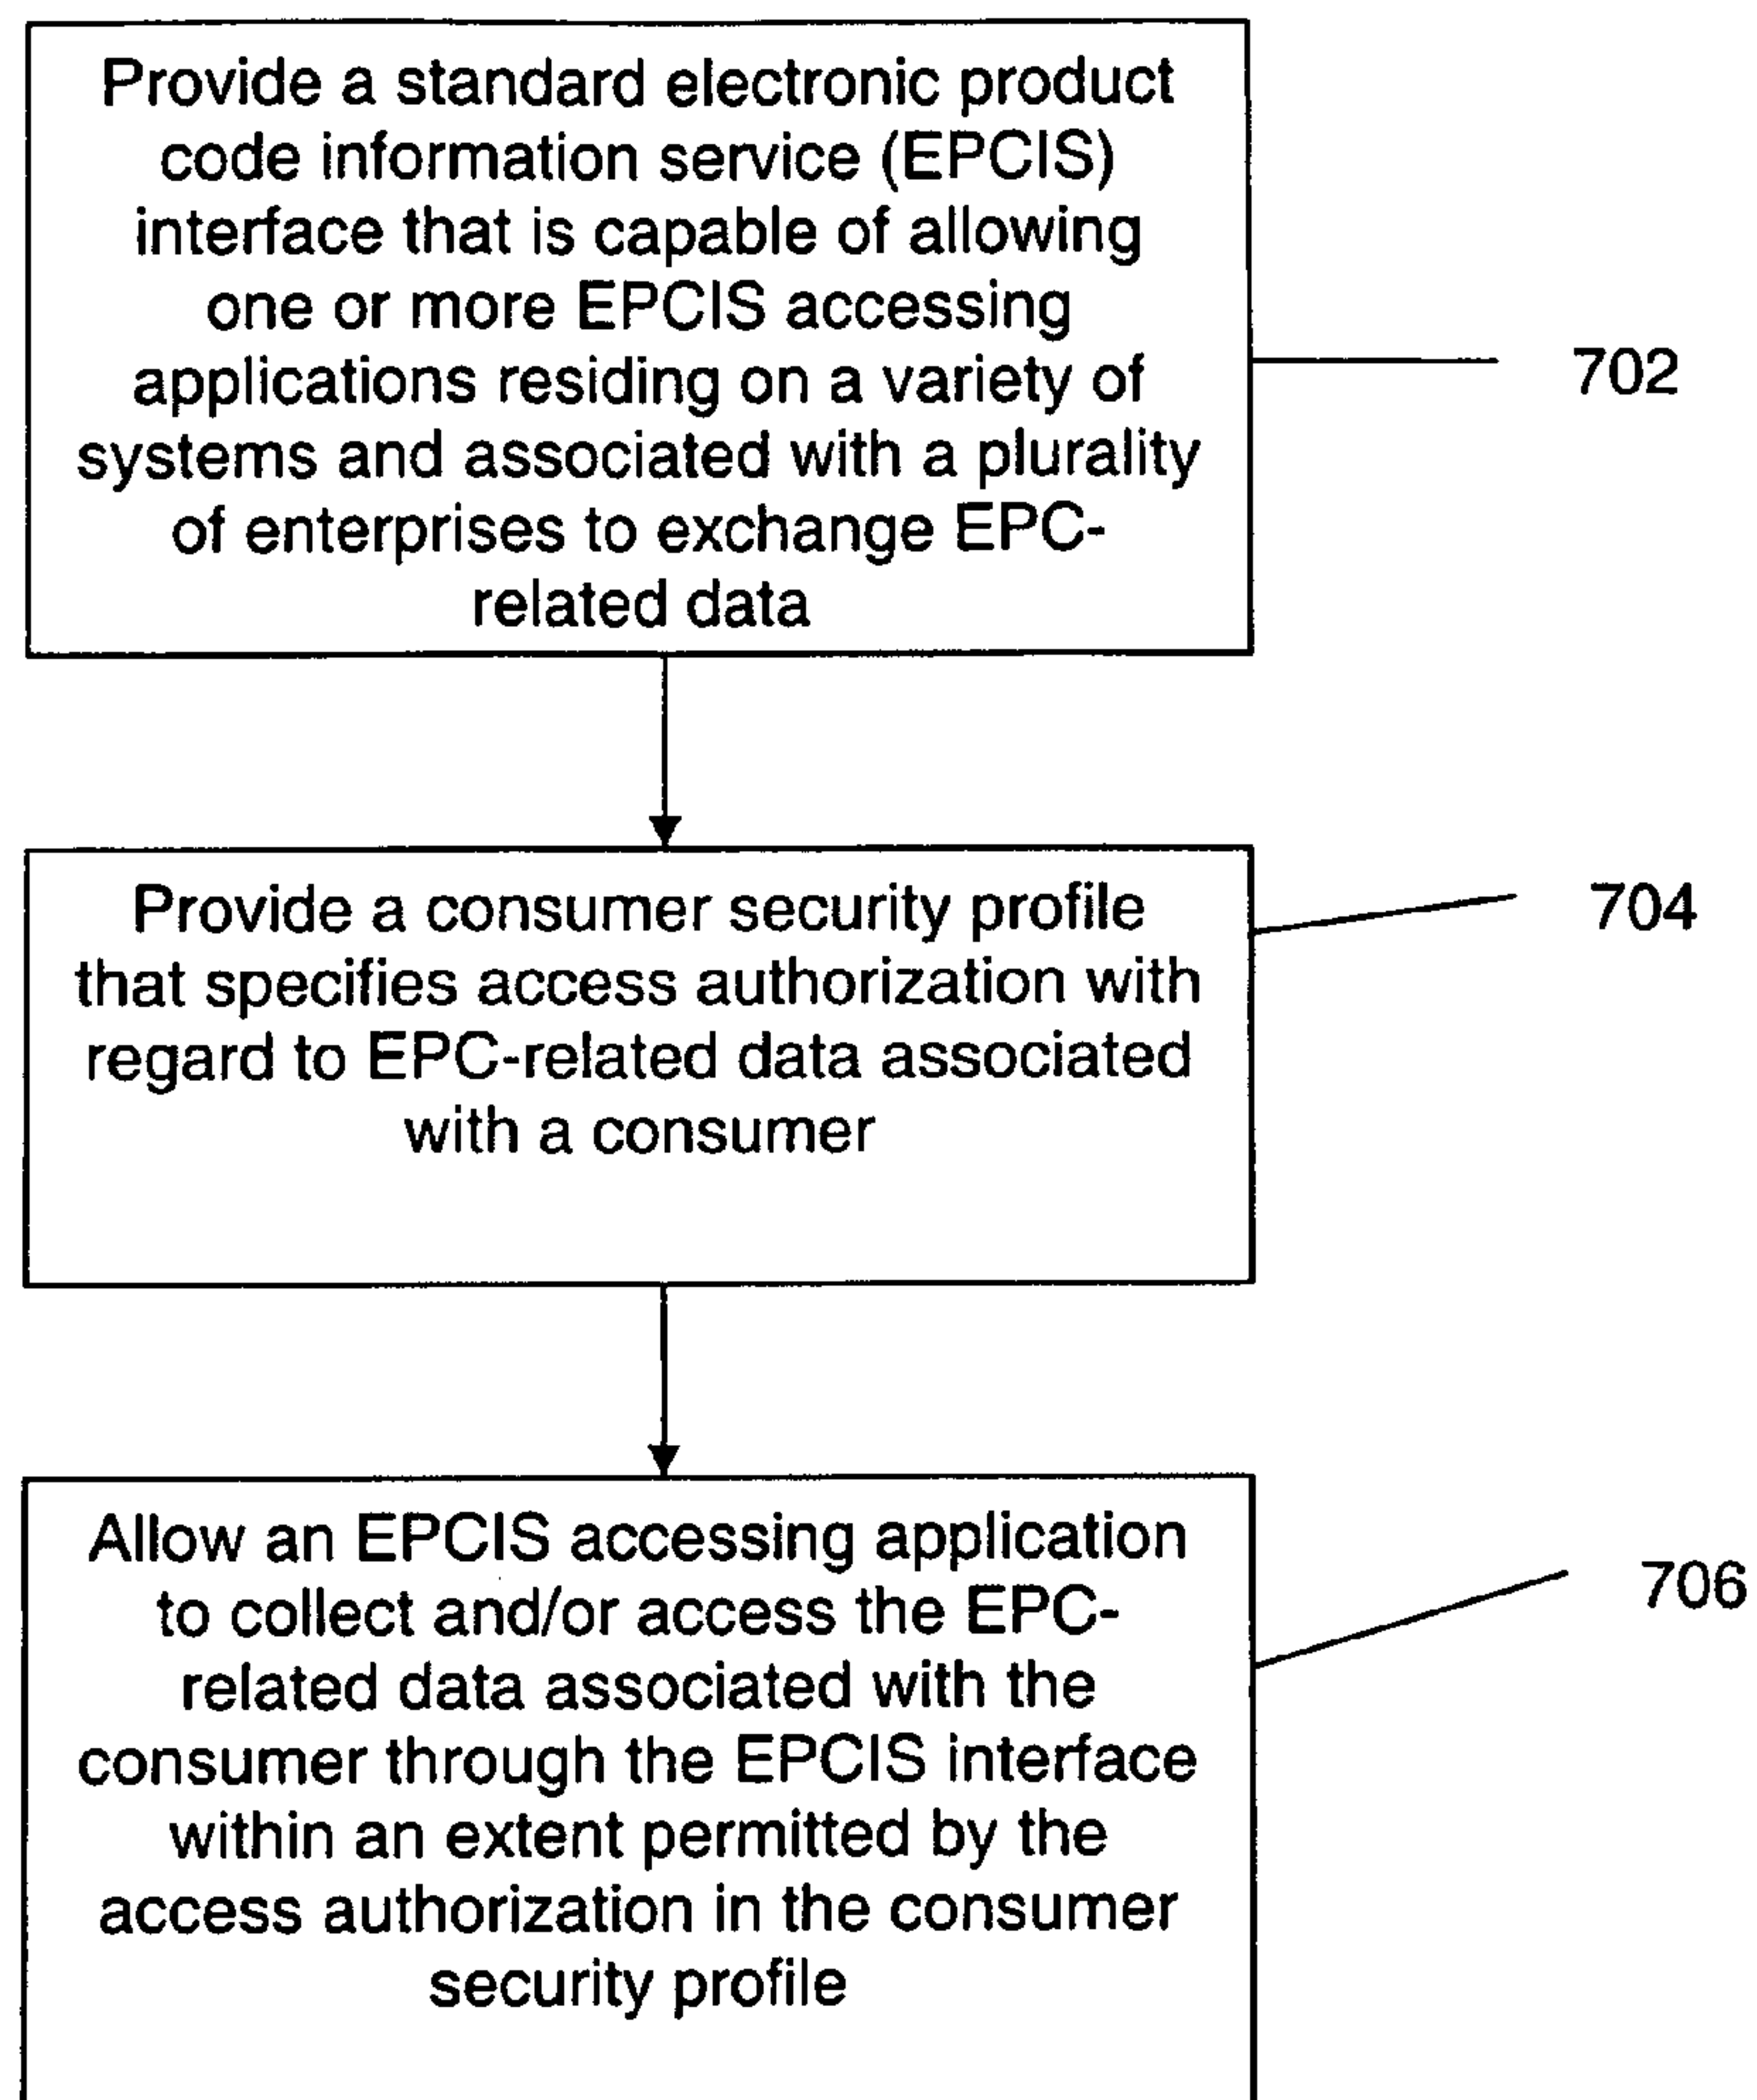 Provide a standard electronic product
code information service (EPCIS)
interface that is capable of allowing
one or more EPCIS accessing
applications residing on a variety of
systems and associated with a plurality
of enterprises to exchange EPC-
related data
702
Provide a consumer security profile
that specifies access authorization with
regard to EPC-related data associated
with a consumer
704
Allow an EPCIS accessing application
to collect and/or access the EPC-
related data associated with the
consumer through the EPCIS interface
within an extent permitted by the
access authorization in the consumer
security profile
706